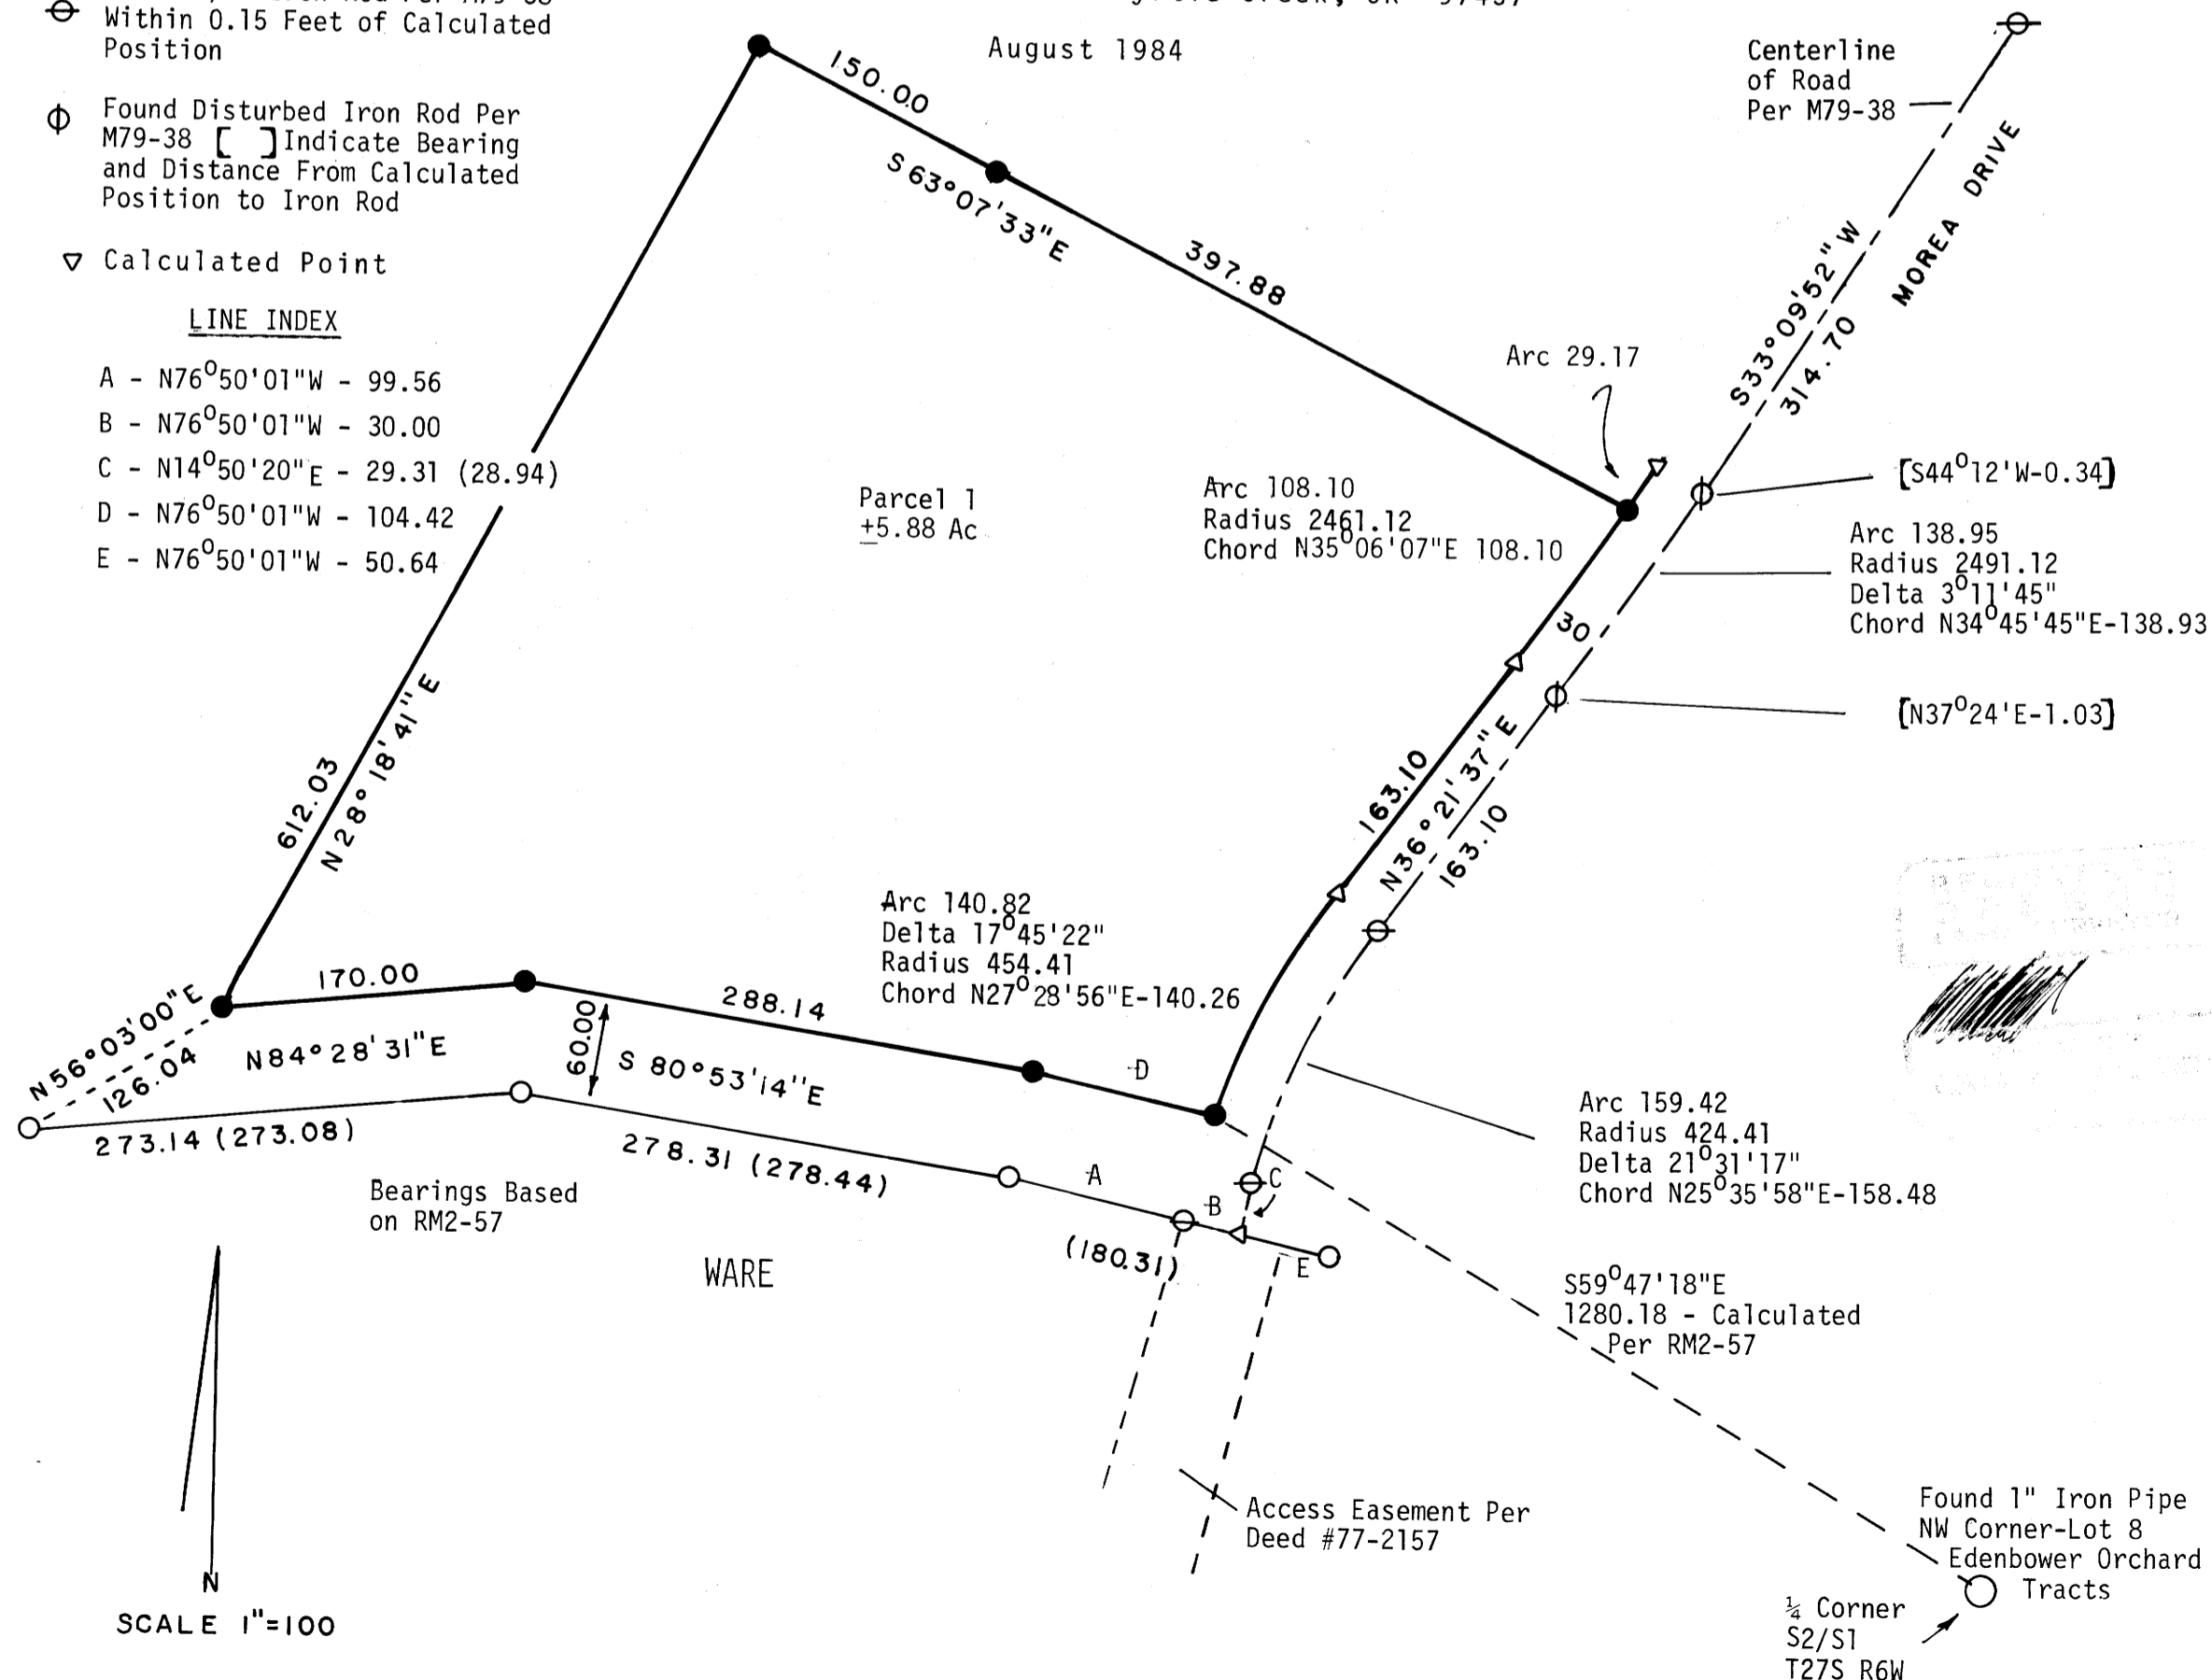 Within 0.15 Feet of Calculated
Position
Found Disturbed Iron Rod Per
M79-38 [ ] Indicate Bearing
and Distance From Calculated
Position to Iron Rod
Calculated Point
LINE INDEX
A - N76°50'01"W - 99.56
B - N76°50'01"W - 30.00
C - N14°50'20"E - 29.31 (28.94)
D - N76°50'01"W - 104.42
E - N76°50'01"W - 50.64
August 1984
150.00
S 63°07'33"E
397.88
Centerline
of Road
Per M79-38
MOREA DRIVE
S33°09'52"W
314.70
Arc 29.17
Parcel 1
±5.88 Ac
Arc 108.10
Radius 2461.12
Chord N35°06'07"E 108.10
[S44°12'W-0.34]
Arc 138.95
Radius 2491.12
Delta 3°11'45"
Chord N34°45'45"E-138.93
30
[N37°24'E-1.03]
612.03
N 28°18'41"E
163.10
N36°21'37"E
163.10
Arc 140.82
Delta 17°45'22"
Radius 454.41
Chord N27°28'56"E-140.26
170.00
N84°28'31"E
288.14
60.00
S 80°53'14"E
D
N56°03'00"E
126.04
273.14 (273.08)
278.31 (278.44)
A
B
C
E
(180.31)
Arc 159.42
Radius 424.41
Delta 21°31'17"
Chord N25°35'58"E-158.48
Bearings Based
on RM2-57
WARE
S59°47'18"E
1280.18 - Calculated
Per RM2-57
Access Easement Per
Deed #77-2157
Found 1" Iron Pipe
NW Corner-Lot 8
Edenbower Orchard
Tracts
¼ Corner
S2/S1
T27S R6W
N
SCALE 1"=100